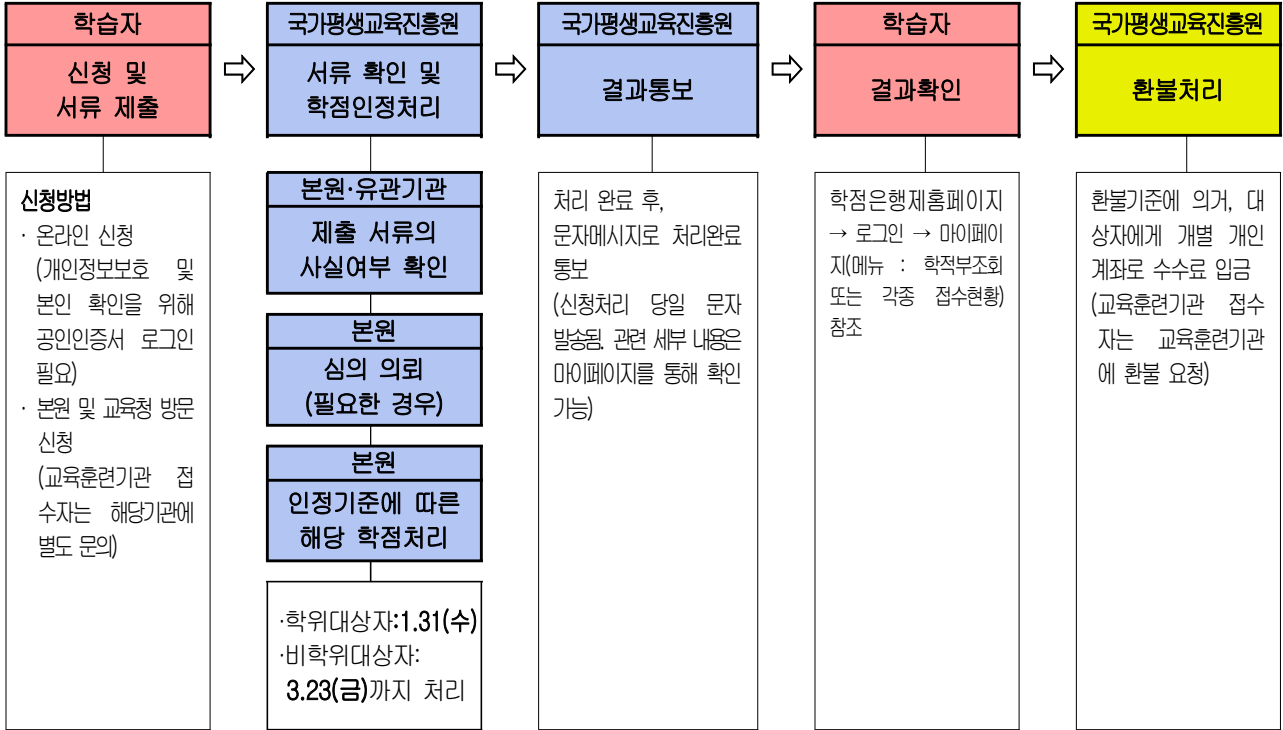 학습자
신청 및
서류 제출
⇨
국가평생교육진흥원
서류 확인 및
학점인정처리
⇨
국가평생교육진흥원
결과통보
⇨
학습자
결과확인
⇨
국가평생교육진흥원
환불처리
신청방법
· 온라인 신청
(개인정보보호 및
본인 확인을 위해
공인인증서 로그인
필요)
· 본원 및 교육청 방문
신청
(교육훈련기관 접
수자는 해당기관에
별도 문의)
본원·유관기관
제출 서류의
사실여부 확인
본원
심의 의뢰
(필요한 경우)
본원
인정기준에 따른
해당 학점처리
·학위대상자:1.31(수)
·비학위대상자:
3.23(금)까지 처리
처리 완료 후,
문자메시지로 처리완료
통보
(신청처리 당일 문자
발송됨. 관련 세부 내용은
마이페이지를 통해 확인
가능)
학점은행제홈페이지
→ 로그인 → 마이페이
지(메뉴 : 학적부조회
또는 각종 접수현황)
참조
환불기준에 의거, 대
상자에게 개별 개인
계좌로 수수료 입금
(교육훈련기관 접수
자는 교육훈련기관
에 환불 요청)